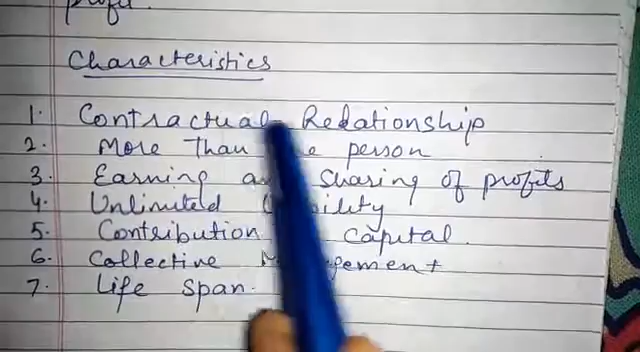 profit.
Characteristics
1. Contractual Relationship
2. More Than person
3. Earning Sharing of profits
4. Unlimited
5. Contribution capital.
6. Collective
7. Life Span.